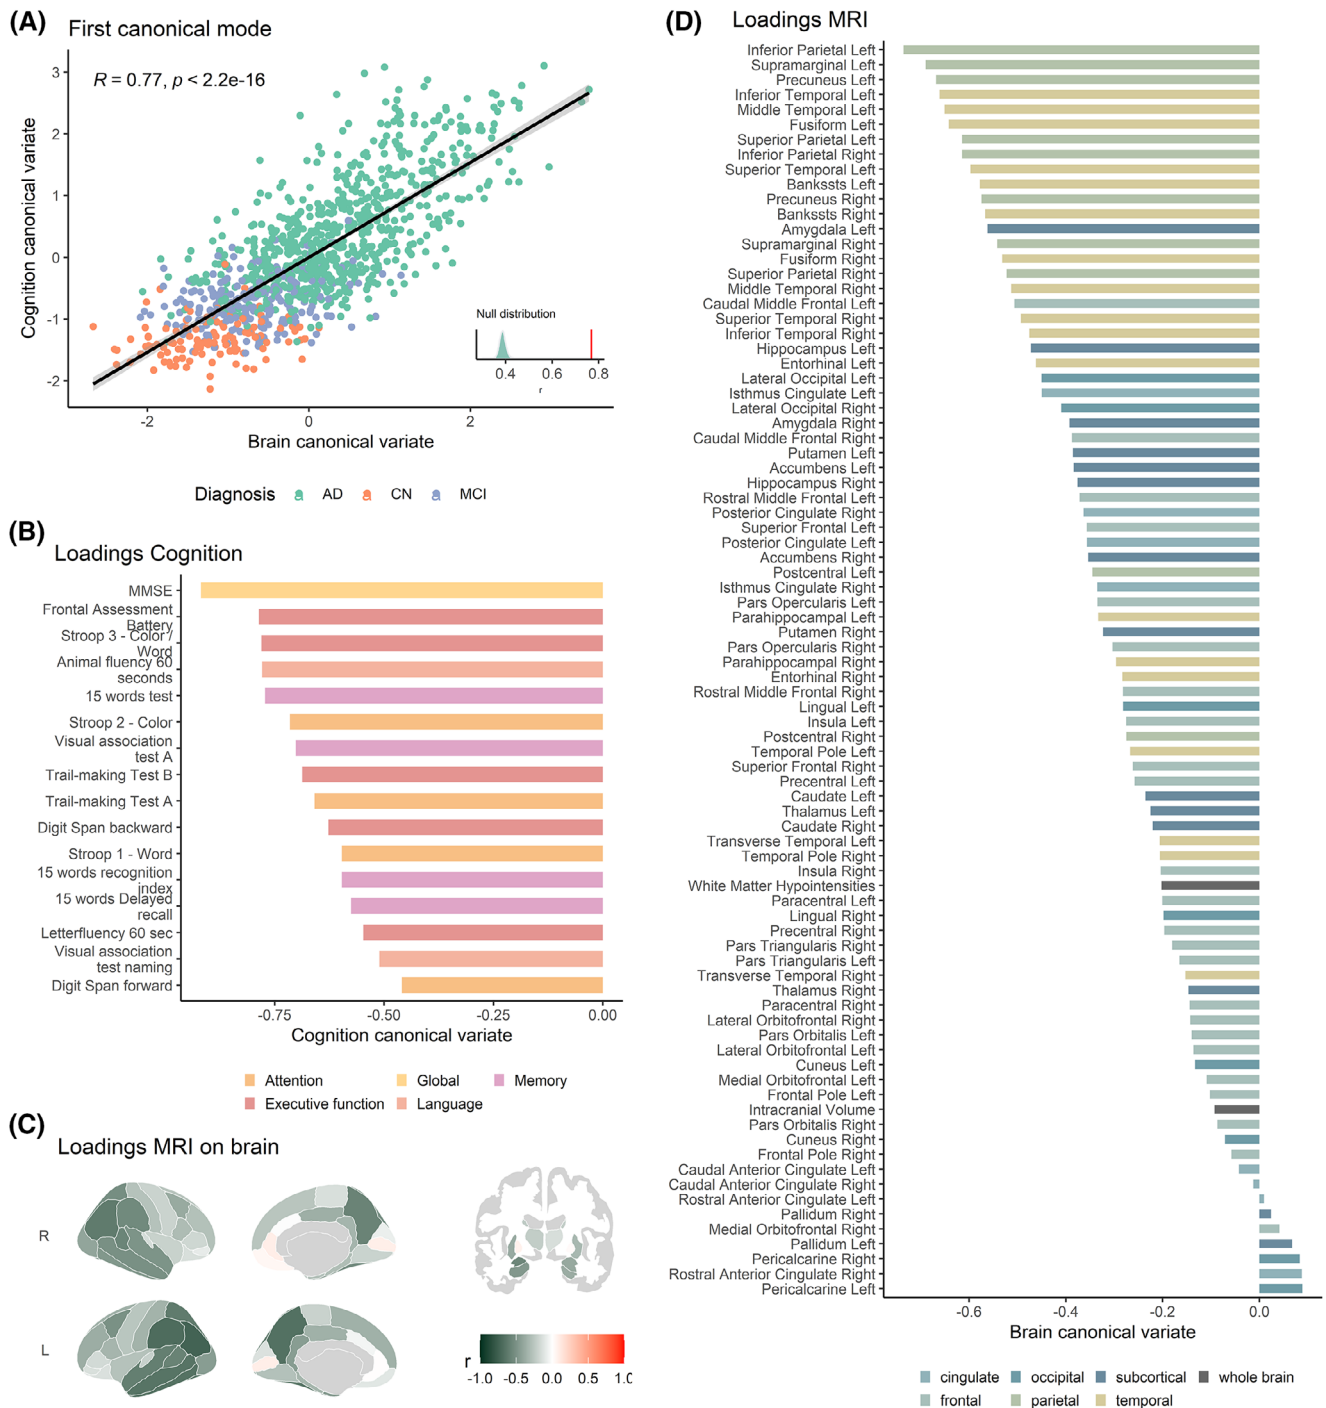 (A)
First canonical mode
R = 0.77, p < 2.2e-16
Cognition canonical variate
3
2
1
0
-1
-2
Null distribution
0.4
0.6
0.8
r
-2
0
2
Brain canonical variate
Diagnosis
a AD
a CN
a MCI
(B)
Loadings Cognition
MMSE
Frontal Assessment
Battery
Stroop 3 - Color /
Word
Animal fluency 60
seconds
15 words test
Stroop 2 - Color
Visual association
test A
Trail-making Test B
Trail-making Test A
Digit Span backward
Stroop 1 - Word
15 words recognition
index
15 words Delayed
recall
Letterfluency 60 sec
Visual association
test naming
Digit Span forward
-0.75
-0.50
-0.25
0.00
Cognition canonical variate
Attention
Global
Memory
Executive function
Language
(C)
Loadings MRI on brain
R
L
r
-1.0
-0.5
0.0
0.5
1.0
(D)
Loadings MRI
Inferior Parietal Left
Supramarginal Left
Precuneus Left
Inferior Temporal Left
Middle Temporal Left
Fusiform Left
Superior Parietal Left
Inferior Parietal Right
Superior Temporal Left
Bankssts Left
Precuneus Right
Bankssts Right
Amygdala Left
Supramarginal Right
Fusiform Right
Superior Parietal Right
Middle Temporal Right
Caudal Middle Frontal Left
Superior Temporal Right
Inferior Temporal Right
Hippocampus Left
Entorhinal Left
Lateral Occipital Left
Isthmus Cingulate Left
Lateral Occipital Right
Amygdala Right
Caudal Middle Frontal Right
Putamen Left
Accumbens Left
Hippocampus Right
Rostral Middle Frontal Left
Posterior Cingulate Right
Superior Frontal Left
Posterior Cingulate Left
Accumbens Right
Postcentral Left
Isthmus Cingulate Right
Pars Opercularis Left
Parahippocampal Left
Putamen Right
Pars Opercularis Right
Parahippocampal Right
Entorhinal Right
Rostral Middle Frontal Right
Lingual Left
Insula Left
Postcentral Right
Temporal Pole Left
Superior Frontal Right
Precentral Left
Caudate Left
Thalamus Left
Caudate Right
Transverse Temporal Left
Temporal Pole Right
Insula Right
White Matter Hypointensities
Paracentral Left
Lingual Right
Precentral Right
Pars Triangularis Right
Pars Triangularis Left
Transverse Temporal Right
Thalamus Right
Paracentral Right
Lateral Orbitofrontal Right
Pars Orbitalis Left
Lateral Orbitofrontal Left
Cuneus Left
Medial Orbitofrontal Left
Frontal Pole Left
Intracranial Volume
Pars Orbitalis Right
Cuneus Right
Frontal Pole Right
Caudal Anterior Cingulate Left
Caudal Anterior Cingulate Right
Rostral Anterior Cingulate Left
Pallidum Right
Medial Orbitofrontal Right
Pallidum Left
Pericalcarine Right
Rostral Anterior Cingulate Right
Pericalcarine Left
-0.6
-0.4
-0.2
0.0
Brain canonical variate
cingulate
occipital
subcortical
whole brain
frontal
parietal
temporal